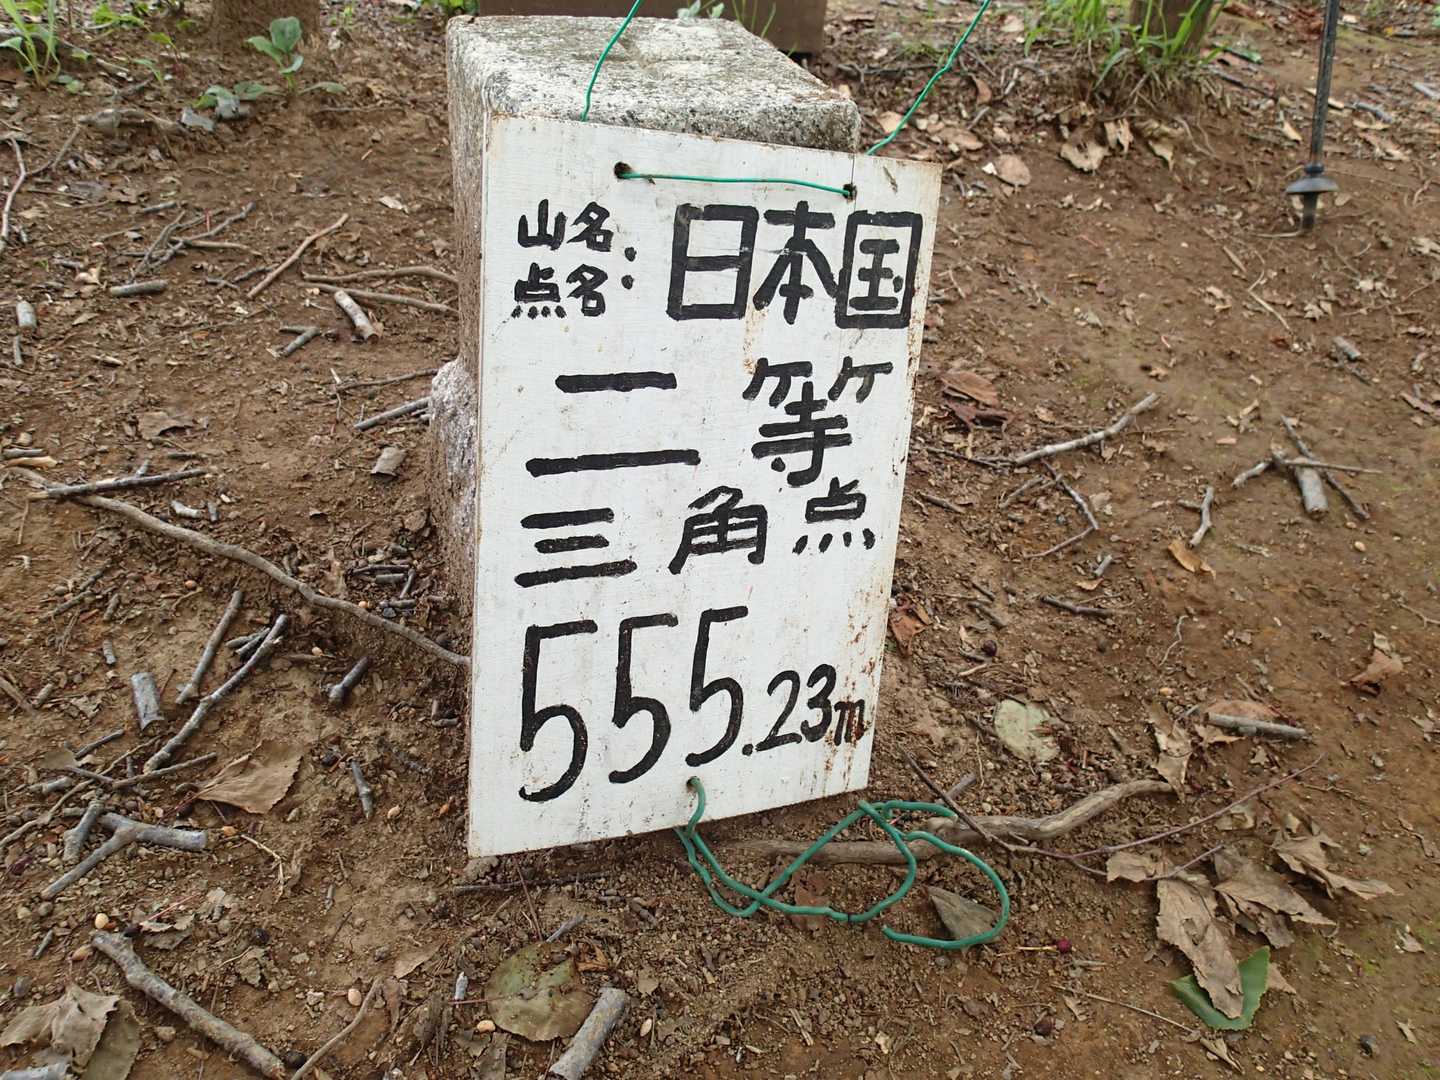 山名
点名:日本国
二等
三角点
555.23m